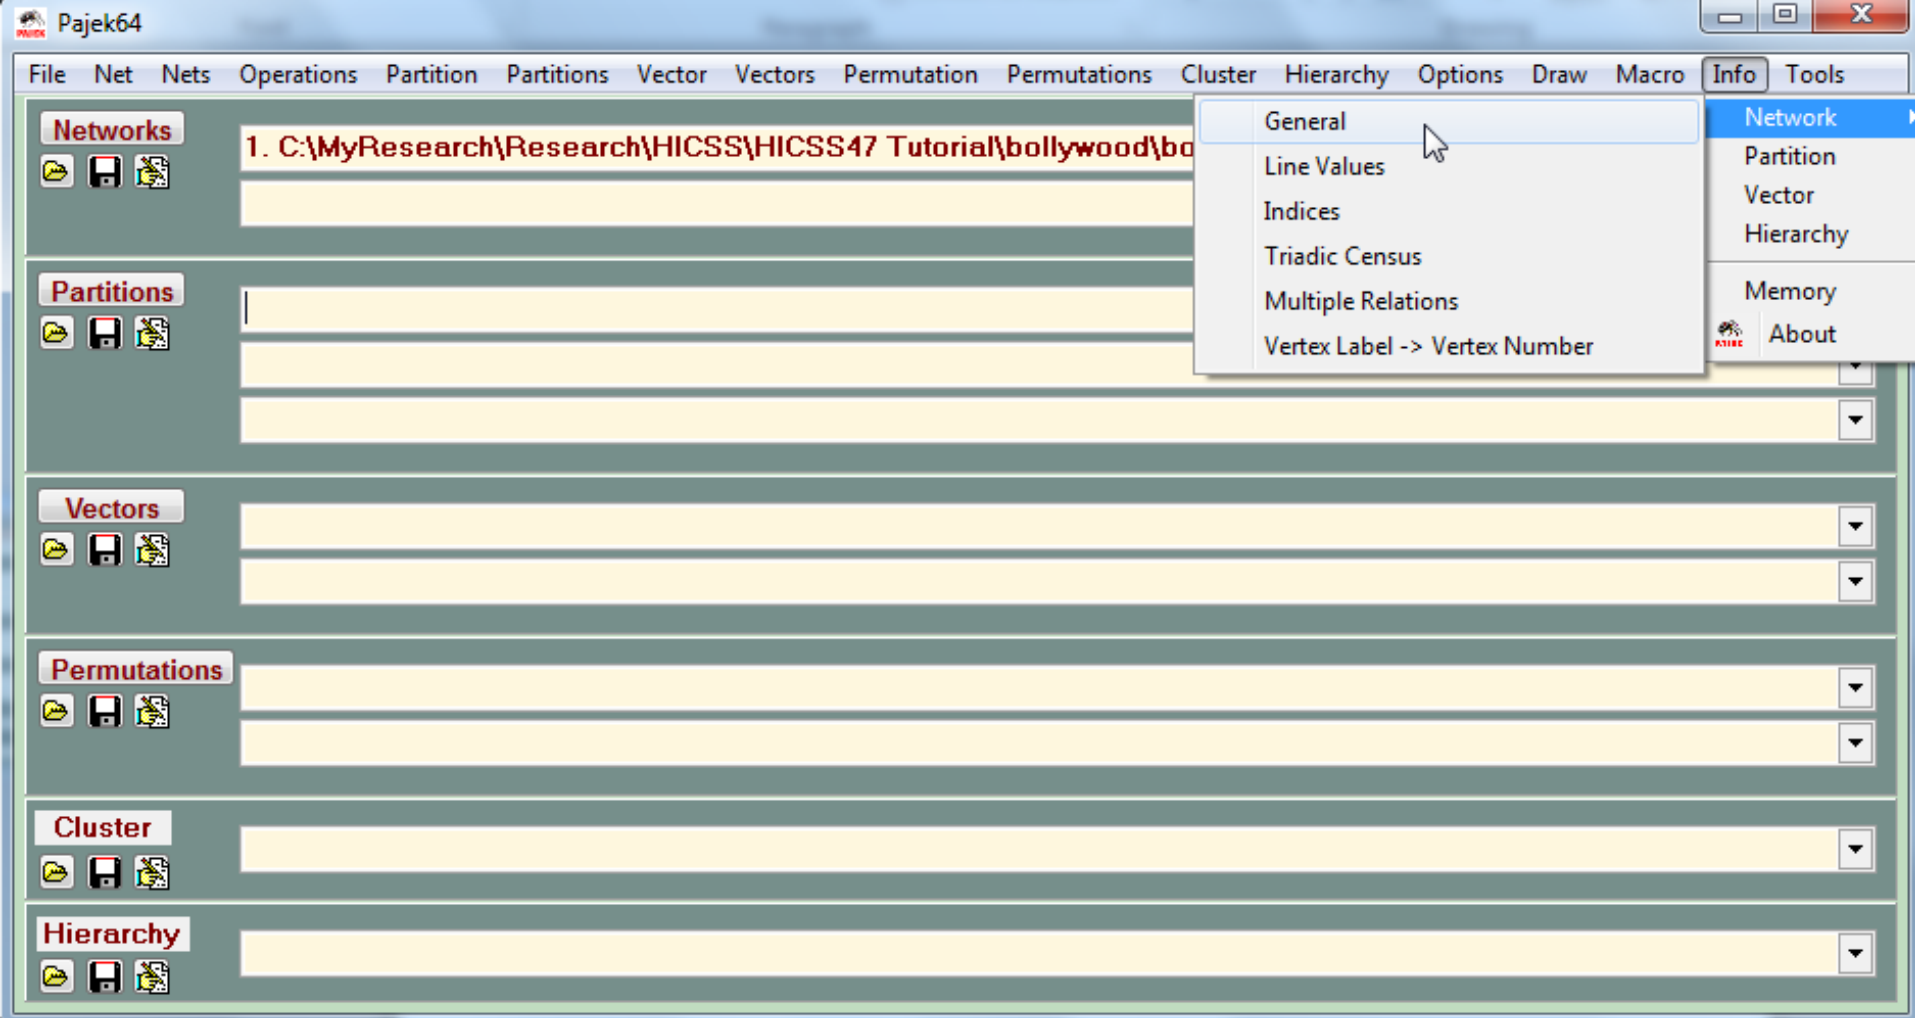 Pajek64
File Net Nets Operations Partition Partitions Vector Vectors Permutation Permutations Cluster Hierarchy Options Draw Macro Info Tools
Networks
1. C:\MyResearch\Research\HICSS\HICSS47 Tutorial\bollywood\bo
General
Line Values
Indices
Triadic Census
Multiple Relations
Vertex Label -> Vertex Number
Network
Partition
Vector
Hierarchy
Memory
About
Partitions
Vectors
Permutations
Cluster
Hierarchy